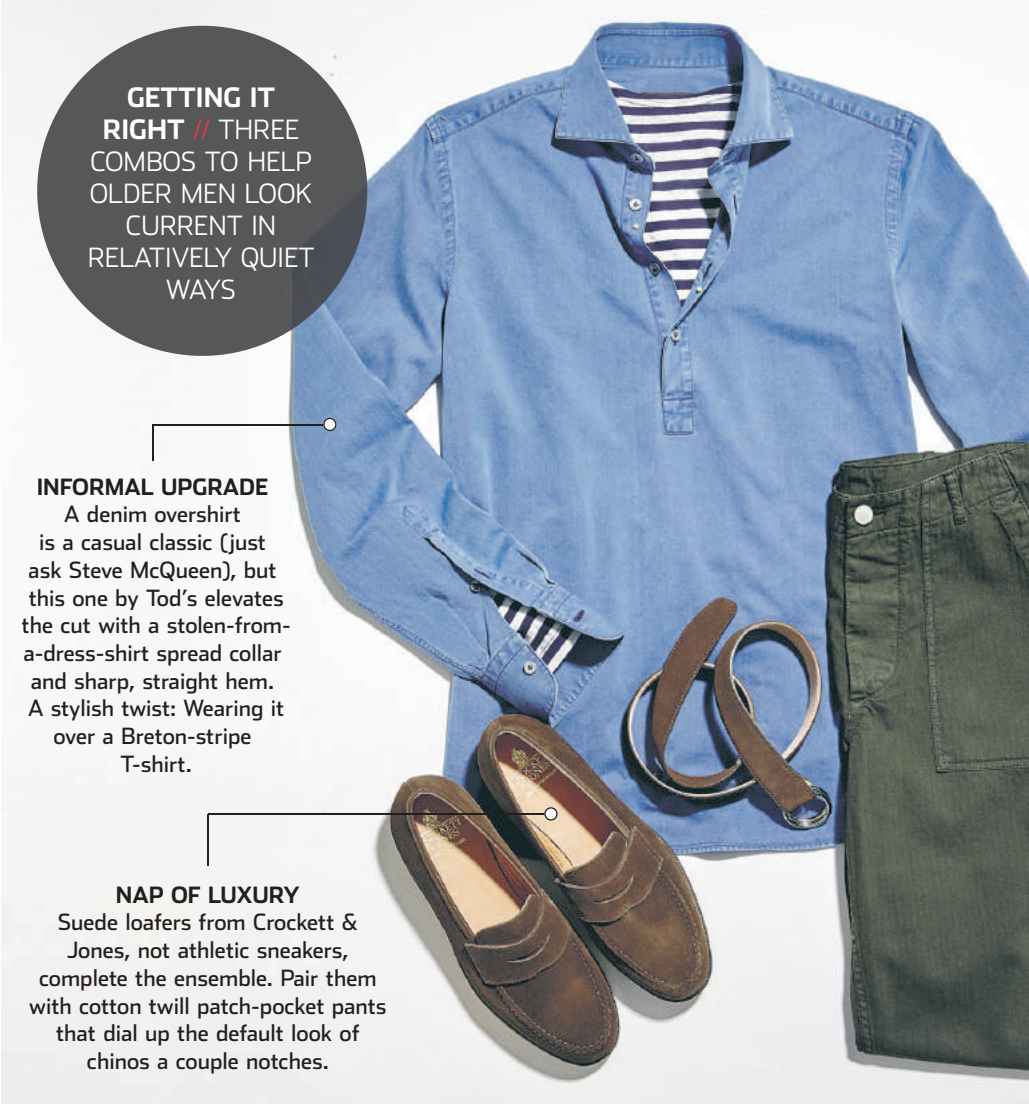 GETTING IT
RIGHT // THREE
COMBOS TO HELP
OLDER MEN LOOK
CURRENT IN
RELATIVELY QUIET
WAYS
INFORMAL UPGRADE
A denim overshirt
is a casual classic (just
ask Steve McQueen), but
this one by Tod’s elevates
the cut with a stolen-from-
a-dress-shirt spread collar
and sharp, straight hem.
A stylish twist: Wearing it
over a Breton-stripe
T-shirt.
NAP OF LUXURY
Suede loafers from Crockett &
Jones, not athletic sneakers,
complete the ensemble. Pair them
with cotton twill patch-pocket pants
that dial up the default look of
chinos a couple notches.